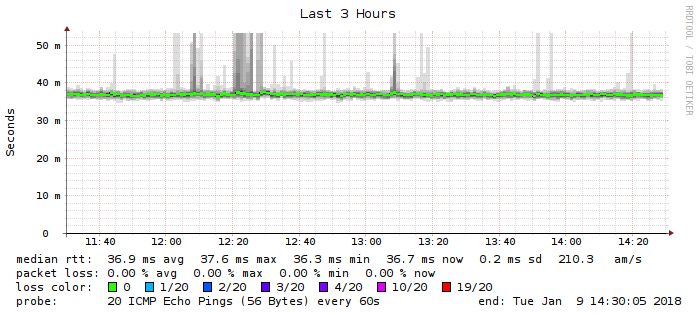 Last 3 Hours
RRDTOOL / TOBI OETIKER
Seconds
50 m
40 m
30 m
20 m
10 m
0
11:40 12:00 12:20 12:40 13:00 13:20 13:40 14:00 14:20
median rtt: 36.9 ms avg 37.6 ms max 36.3 ms min 36.7 ms now 0.2 ms sd 210.3 am/s
packet loss: 0.00 % avg 0.00 % max 0.00 % min 0.00 % now
loss color: 0 1/20 2/20 3/20 4/20 10/20 19/20
probe: 20 ICMP Echo Pings (56 Bytes) every 60s end: Tue Jan 9 14:30:05 2018